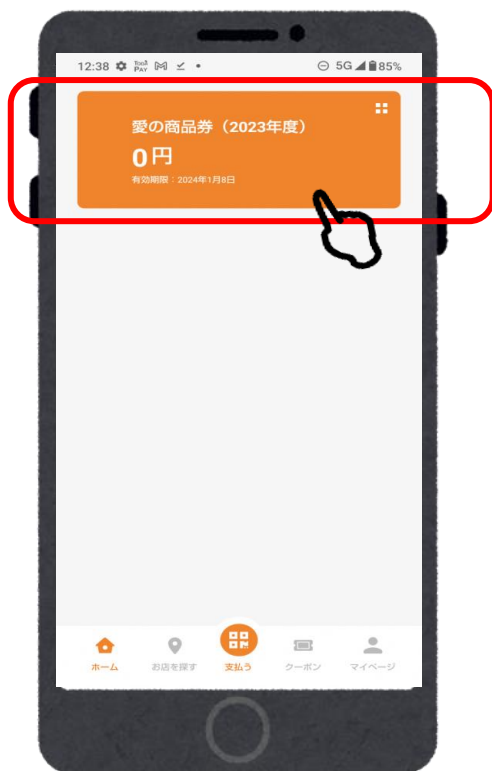 12:38 5G 85%
愛の商品券（2023年度）
0円
有効期限：2024年1月8日
ホーム お店を探す 支払う クーポン マイページ